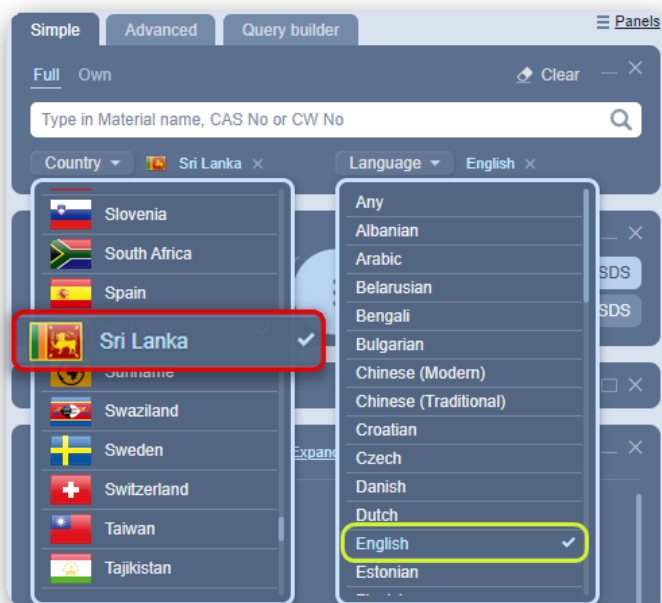 Simple Advanced Query builder Panels
Full Own Clear
Type in Material name, CAS No or CW No
Country Sri Lanka Language English
Slovenia
South Africa
Spain
Sri Lanka
Suriname
Swaziland
Sweden
Switzerland
Taiwan
Tajikistan
Any
Albanian
Arabic
Belarusian
Bengali
Bulgarian
Chinese (Modern)
Chinese (Traditional)
Croatian
Czech
Danish
Dutch
English
Estonian
SDS
SDS